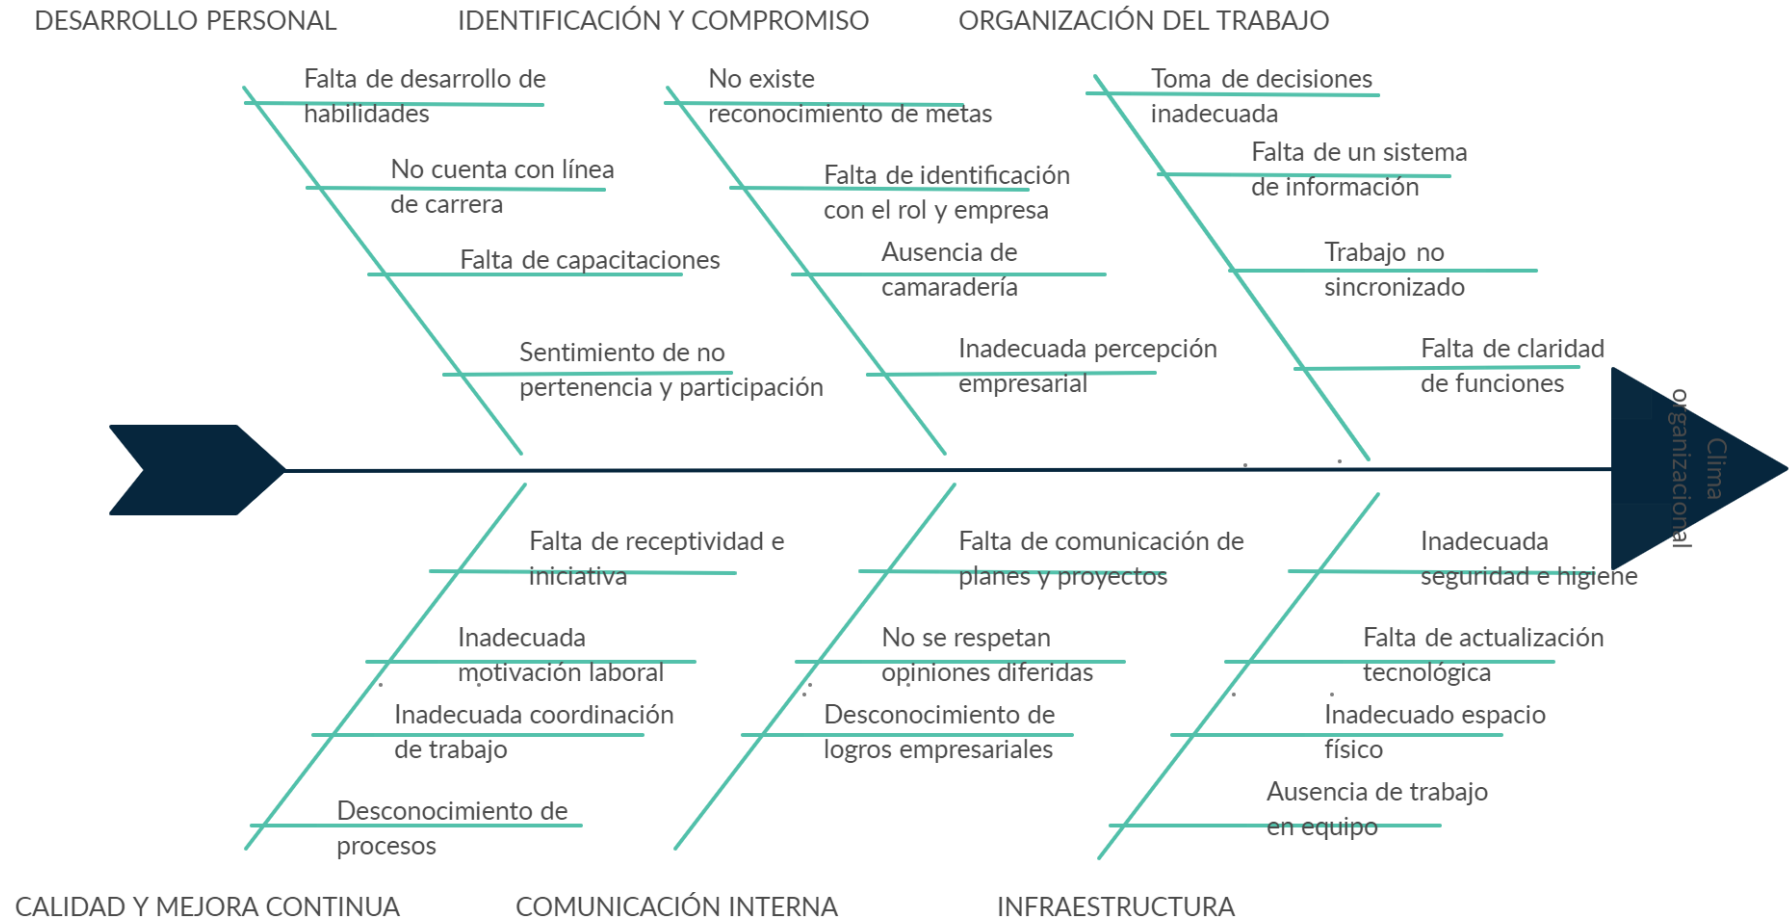 DESARROLLO PERSONAL
IDENTIFICACIÓN Y COMPROMISO
ORGANIZACIÓN DEL TRABAJO
Falta de desarrollo de
habilidades
No cuenta con línea
de carrera
Falta de capacitaciones
Sentimiento de no
pertenencia y participación
No existe
reconocimiento de metas
Falta de identificación
con el rol y empresa
Ausencia de
camaradería
Inadecuada percepción
empresarial
Toma de decisiones
inadecuada
Falta de un sistema
de información
Trabajo no
sincronizado
Falta de claridad
de funciones
Clima
organizacional
Falta de receptividad e
iniciativa
Inadecuada
motivación laboral
Inadecuada coordinación
de trabajo
Desconocimiento de
procesos
Falta de comunicación de
planes y proyectos
No se respetan
opiniones diferidas
Desconocimiento de
logros empresariales
Inadecuada
seguridad e higiene
Falta de actualización
tecnológica
Inadecuado espacio
físico
Ausencia de trabajo
en equipo
CALIDAD Y MEJORA CONTINUA
COMUNICACIÓN INTERNA
INFRAESTRUCTURA